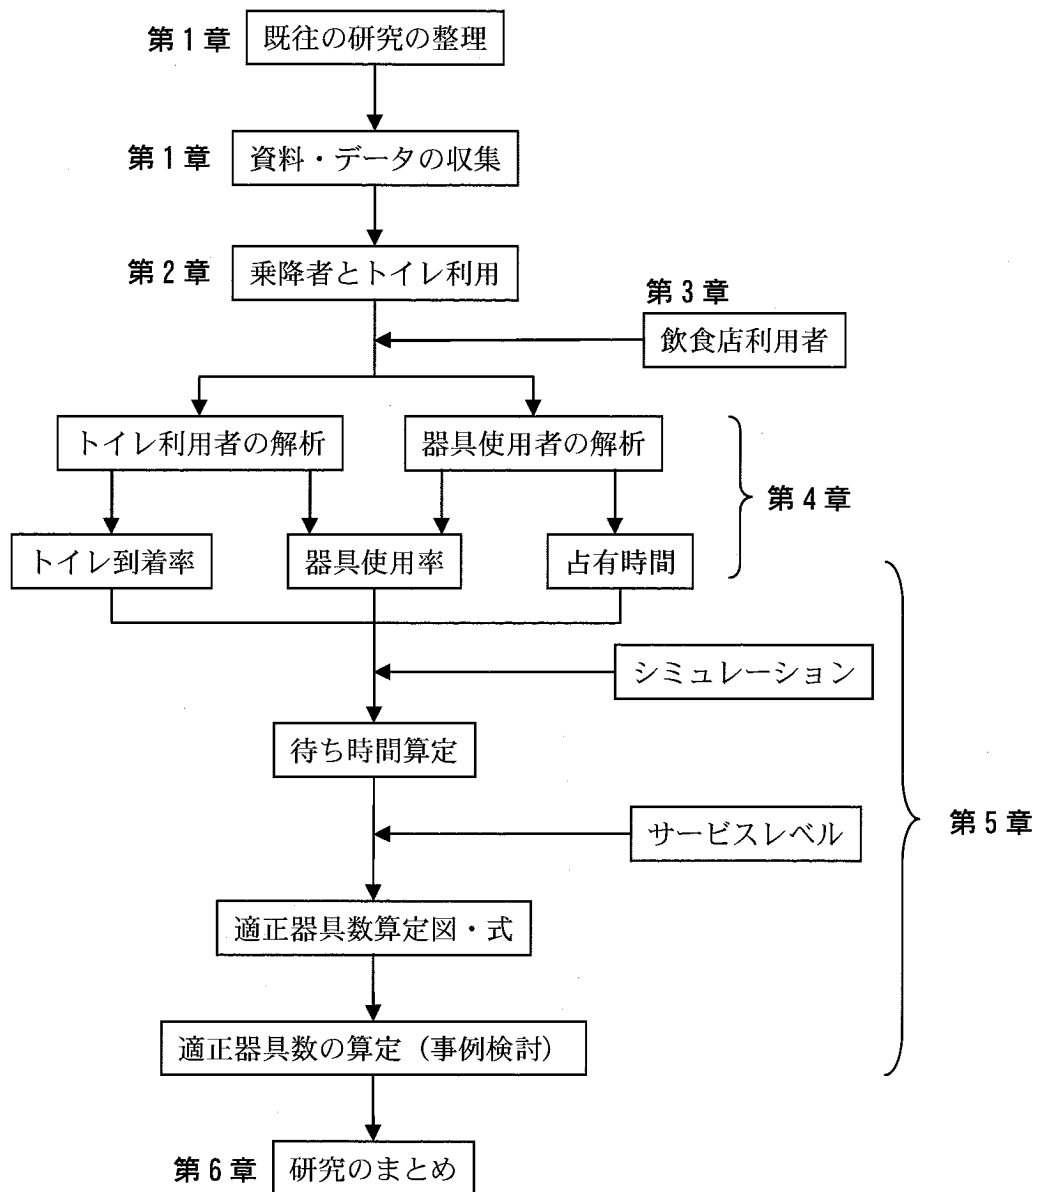 第1章 既往の研究の整理
第1章 資料・データの収集
第2章 乗降者とトイレ利用
第3章
飲食店利用者
トイレ利用者の解析 器具使用者の解析
第4章
トイレ到着率 器具使用率 占有時間
シミュレーション
待ち時間算定
サービスレベル
第5章
適正器具数算定図・式
適正器具数の算定（事例検討）
第6章 研究のまとめ